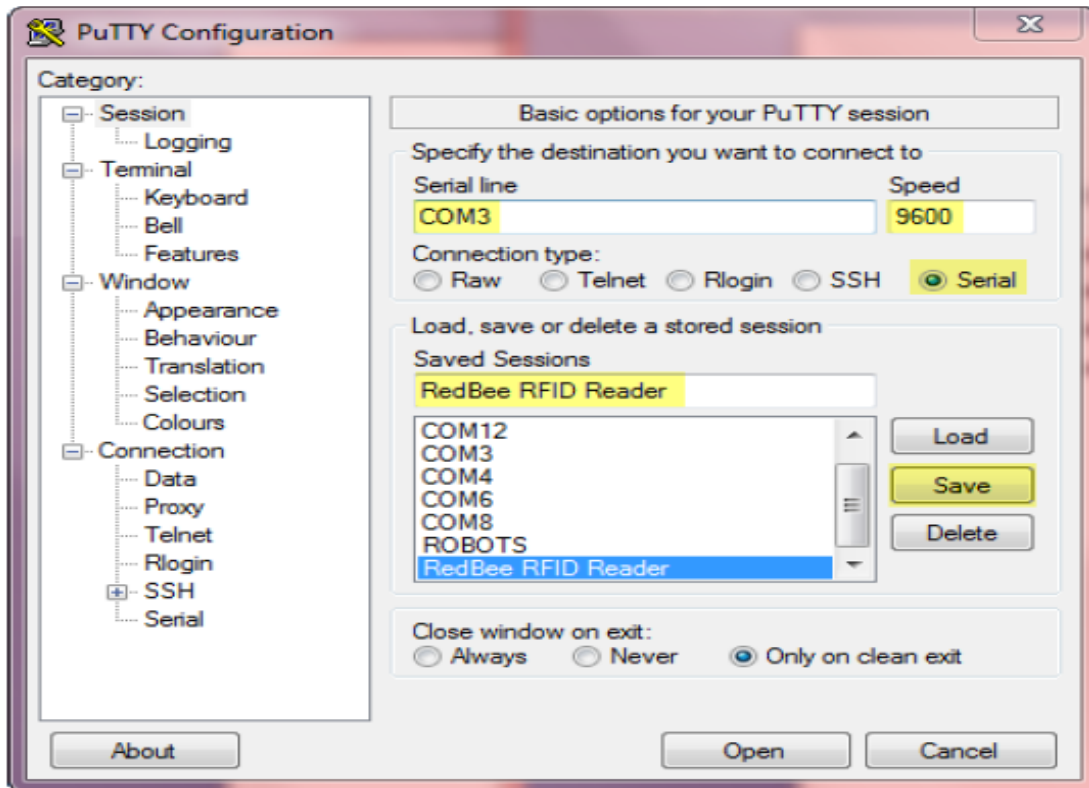 PuTTY Configuration
Category:
Session
Logging
Terminal
Keyboard
Bell
Features
Window
Appearance
Behaviour
Translation
Selection
Colours
Connection
Data
Proxy
Telnet
Rlogin
SSH
Serial
Basic options for your PuTTY session
Specify the destination you want to connect to
Serial line Speed
COM3 9600
Connection type:
Raw Telnet Rlogin SSH Serial
Load, save or delete a stored session
Saved Sessions
RedBee RFID Reader
COM12
COM3
COM4
COM6
COM8
ROBOTS
RedBee RFID Reader
Load
Save
Delete
Close window on exit:
Always Never Only on clean exit
About Open Cancel